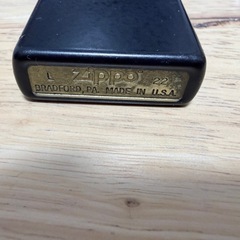 L ZIPPO 22
BRADFORD, PA. MADE IN U.S.A.